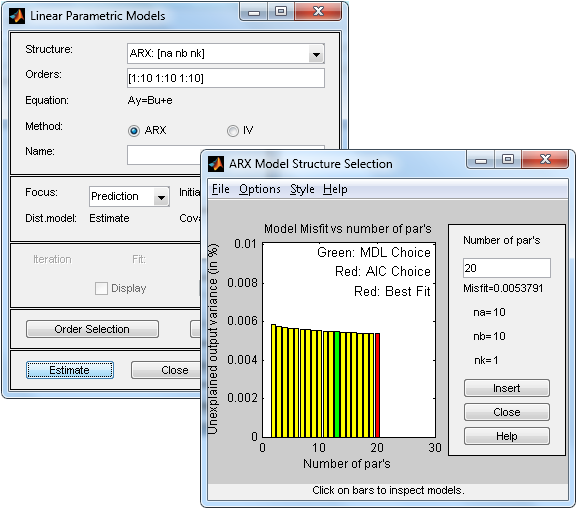 Linear Parametric Models
Structure:
ARX: [na nb nk]
Orders:
[1:10 1:10 1:10]
Equation:
Ay=Bu+e
Method:
ARX
IV
Name:
Focus:
Prediction
Initia
Dist.model:
Estimate
Cova
Iteration
Fit:
Display
Order Selection
Estimate
Close
ARX Model Structure Selection
File Options Style Help
Model Misfit vs number of par's
Unexplained output variance (in %)
0.01
0.008
0.006
0.004
0.002
0
Green: MDL Choice
Red: AIC Choice
Red: Best Fit
0 10 20 30
Number of par's
Number of par's
20
Misfit=0.0053791
na= 10
nb= 10
nk=1
Insert
Close
Help
Click on bars to inspect models.